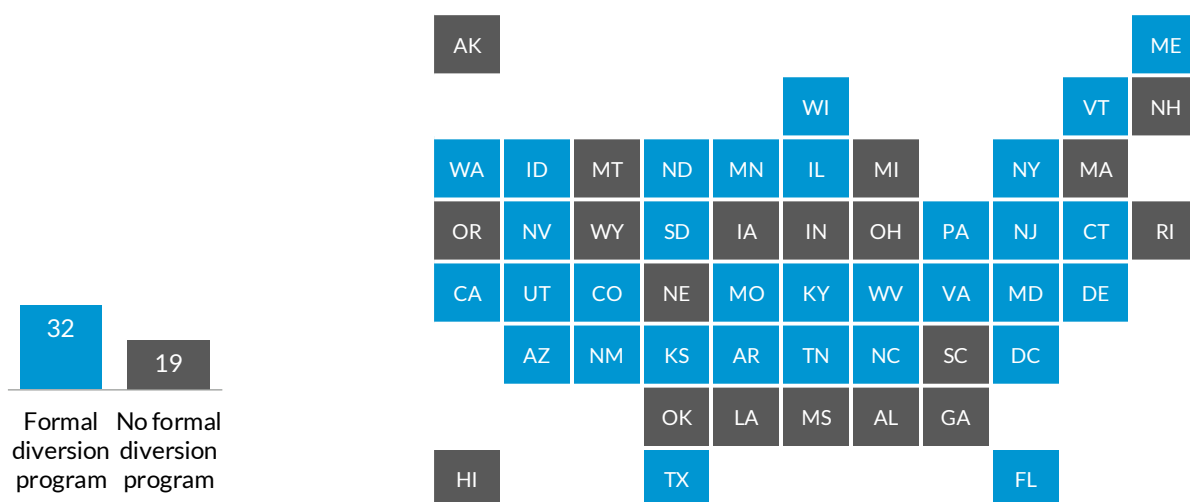 AK ME
WI VT NH
WA ID MT ND MN IL MI NY MA
OR NV WY SD IA IN OH PA NJ CT RI
CA UT CO NE MO KY WV VA MD DE
AZ NM KS AR TN NC SC DC
OK LA MS AL GA
HI TX FL
32
19
Formal
diversion
program
No formal
diversion
program